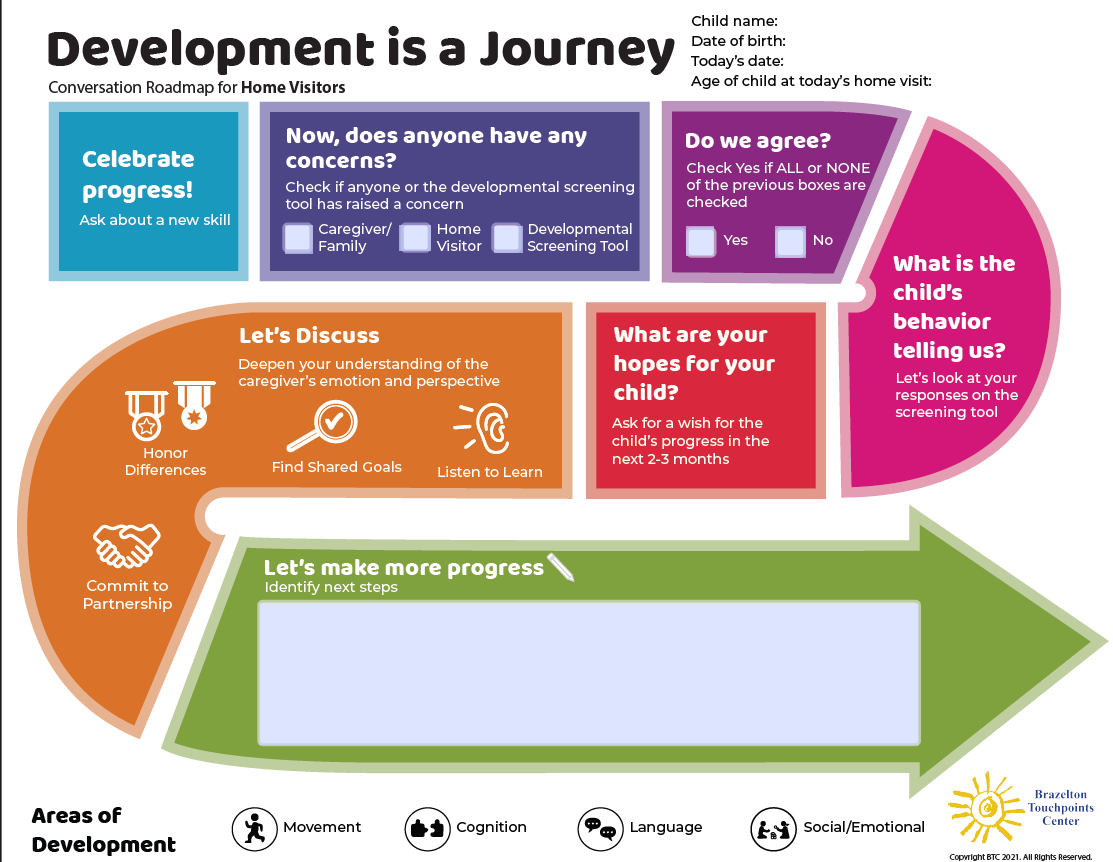 Development is a Journey
Conversation Roadmap for Home Visitors
Child name:
Date of birth:
Today's date:
Age of child at today's home visit:
Celebrate
progress!
Ask about a new skill
Now, does anyone have any
concerns?
Check if anyone or the developmental screening
tool has raised a concern
Caregiver/
Family
Home
Visitor
Developmental
Screening Tool
Do we agree?
Check Yes if ALL or NONE
of the previous boxes are
checked
Yes
No
What is the
child's
behavior
telling us?
Let's look at your
responses on the
screening tool
What are your
hopes for your
child?
Ask for a wish for the
child's progress in the
next 2-3 months
Let's Discuss
Deepen your understanding of the
caregiver's emotion and perspective
Honor
Differences
Find Shared Goals
Listen to Learn
Commit to
Partnership
Let's make more progress
Identify next steps
Areas of
Development
Movement
Cognition
Language
Social/Emotional
Brazelton
Touchpoints
Center
Copyright BTC 2021. All Rights Reserved.